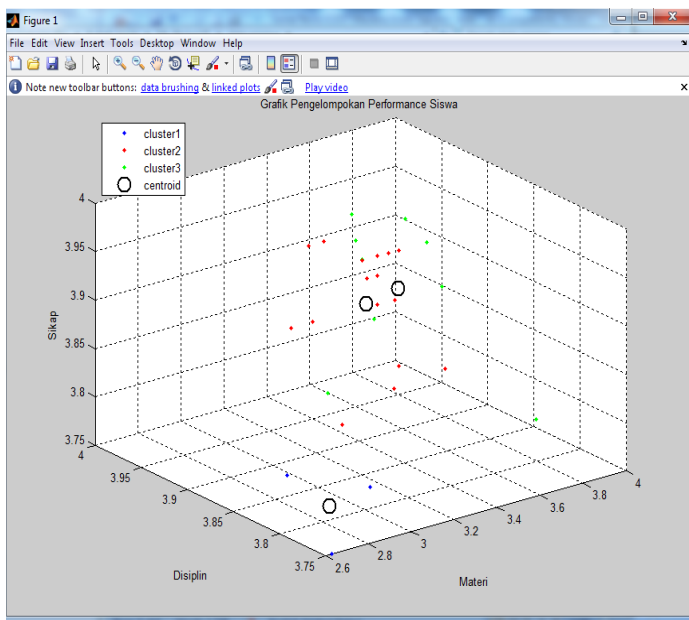 Figure 1
File Edit View Insert Tools Desktop Window Help
Note new toolbar buttons: data brushing & linked plots Play video
Grafik Pengelompokan Performance Siswa
cluster1
cluster2
cluster3
centroid
4
3.95
3.9
3.85
3.8
3.75
Sikap
4
3.95
3.9
3.85
3.8
3.75
Disiplin
2.6
2.8
3
3.2
3.4
3.6
3.8
4
Materi